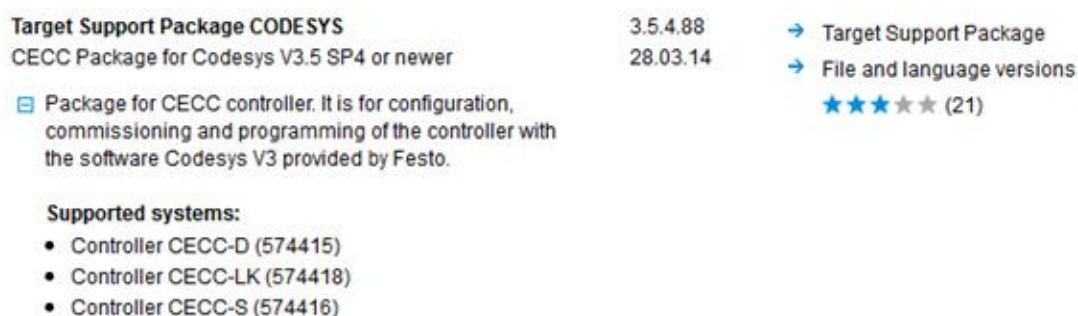 Target Support Package CODESYS 3.5.4.88 → Target Support Package
CECC Package for Codesys V3.5 SP4 or newer 28.03.14 → File and language versions
★★★★★ (21)
Package for CECC controller. It is for configuration,
commissioning and programming of the controller with
the software Codesys V3 provided by Festo.
Supported systems:
• Controller CECC-D (574415)
• Controller CECC-LK (574418)
• Controller CECC-S (574416)